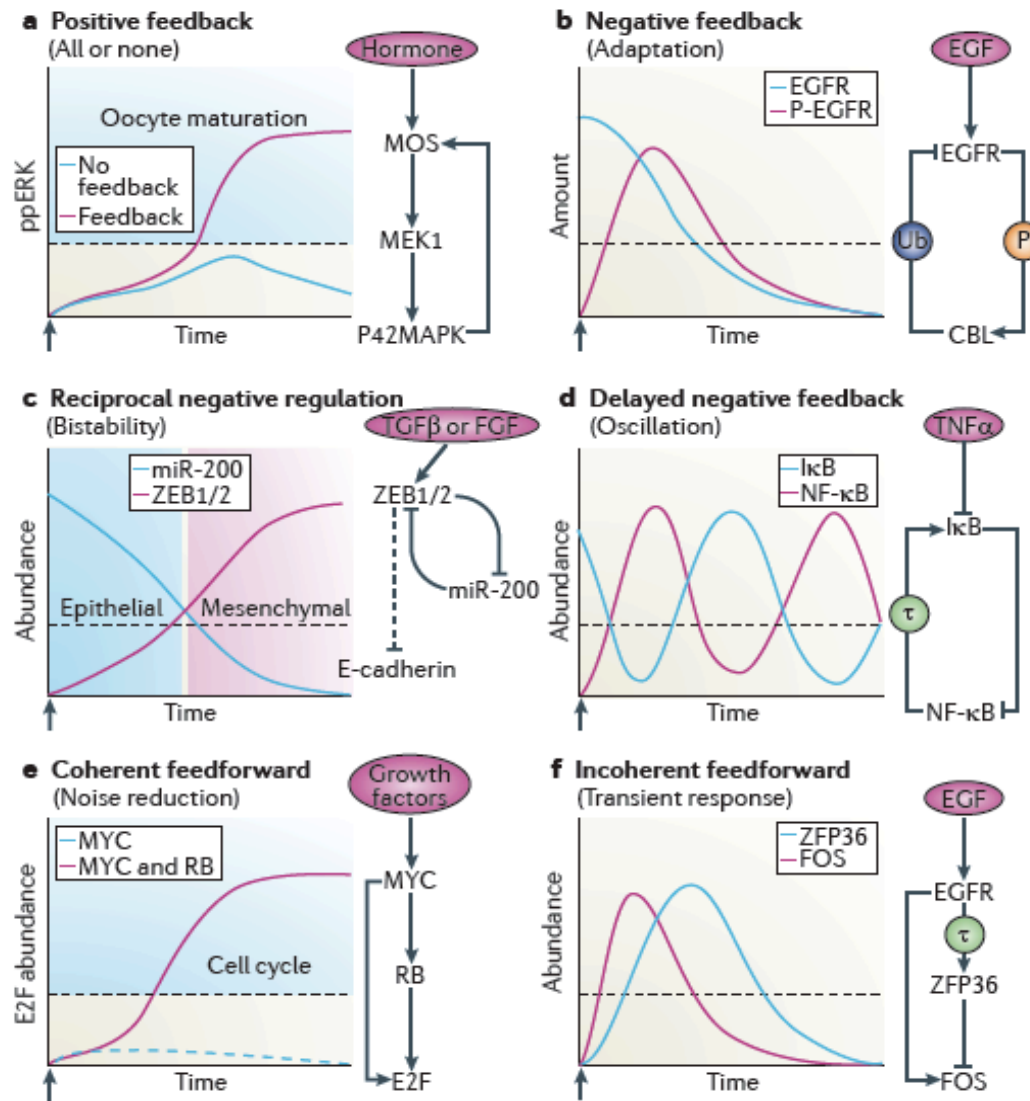 a Positive feedback
(All or none)
Hormone
Oocyte maturation
No
feedback
Feedback
ppERK
Time
MOS
MEK1
P42MAPK
b Negative feedback
(Adaptation)
EGF
EGFR
P-EGFR
Amount
Time
EGFR
Ub
P
CBL
c Reciprocal negative regulation
(Bistability)
TGFβ or FGF
miR-200
ZEB1/2
Abundance
Epithelial
Mesenchymal
Time
ZEB1/2
miR-200
E-cadherin
d Delayed negative feedback
(Oscillation)
TNFα
IκB
NF-κB
Abundance
Time
IκB
τ
NF-κB
e Coherent feedforward
(Noise reduction)
Growth
factors
MYC
MYC and RB
E2F abundance
Cell cycle
Time
MYC
RB
E2F
f Incoherent feedforward
(Transient response)
EGF
ZFP36
FOS
Abundance
Time
EGFR
τ
ZFP36
FOS